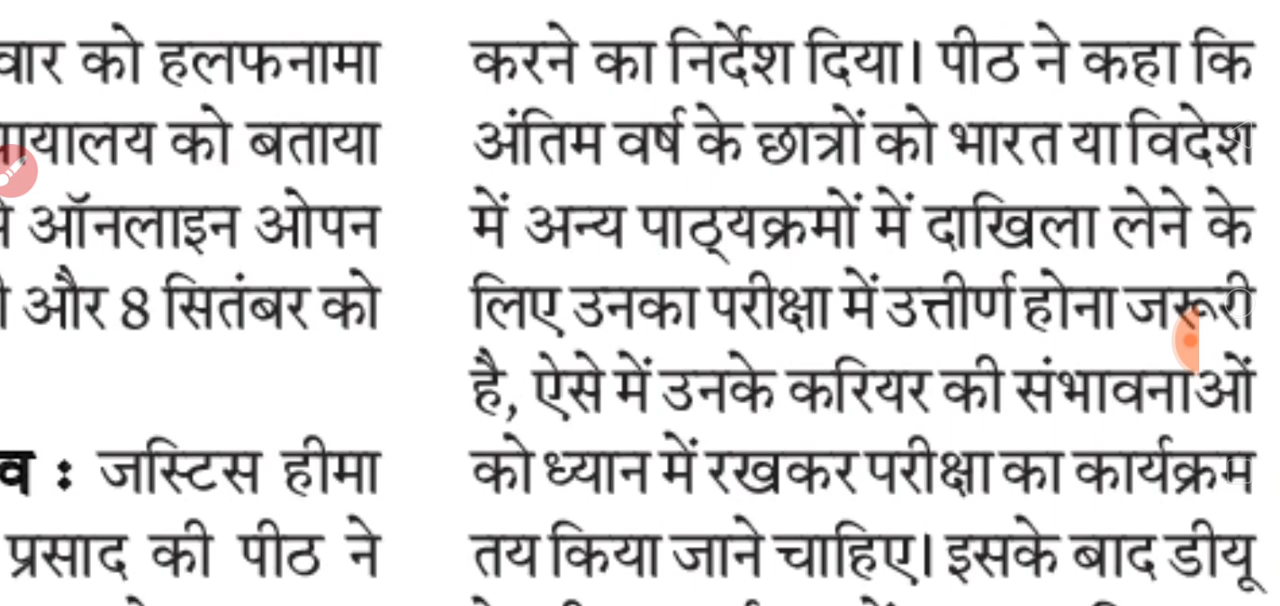 को हलफनामा
को बताया
ऑनलाइन ओपन
और 8 सितंबर को
व : जस्टिस हीमा
प्रसाद की पीठ ने
करने का निर्देश दिया। पीठ ने कहा कि
अंतिम वर्ष के छात्रों को भारत या विदेश
में अन्य पाठ्यक्रमों में दाखिला लेने के
लिए उनका परीक्षा में उत्तीर्ण होना जरूरी
है, ऐसे में उनके करियर की संभावनाओं
को ध्यान में रखकर परीक्षा का कार्यक्रम
तय किया जाने चाहिए। इसके बाद डीयू